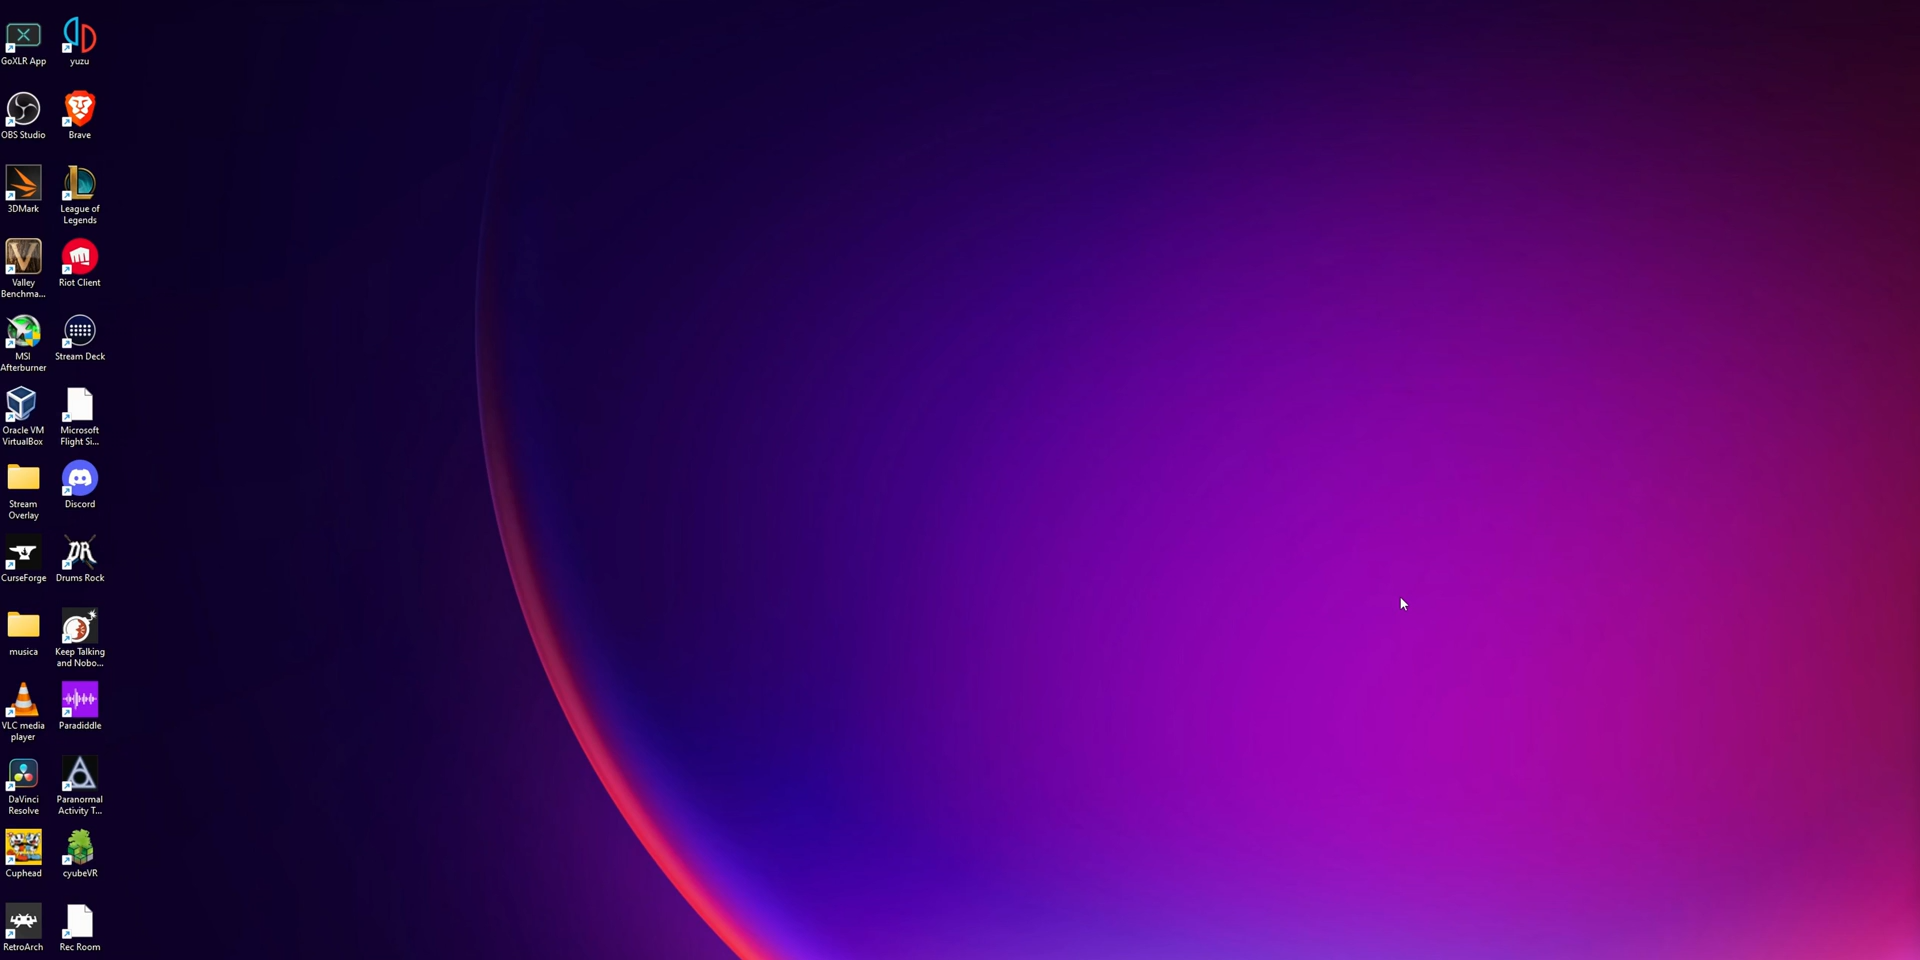 GoXLR App
yuzu
OBS Studio
Brave
3DMark
League of
Legends
Valley
Benchma...
Riot Client
MSI
Afterburner
Stream Deck
Oracle VM
VirtualBox
Microsoft
Flight Si...
Stream
Overlay
Discord
CurseForge
Drums Rock
musica
Keep Talking
and Nobo...
VLC media
player
Paradiddle
DaVinci
Resolve
Paranormal
Activity T...
Cuphead
cyubeVR
RetroArch
Rec Room